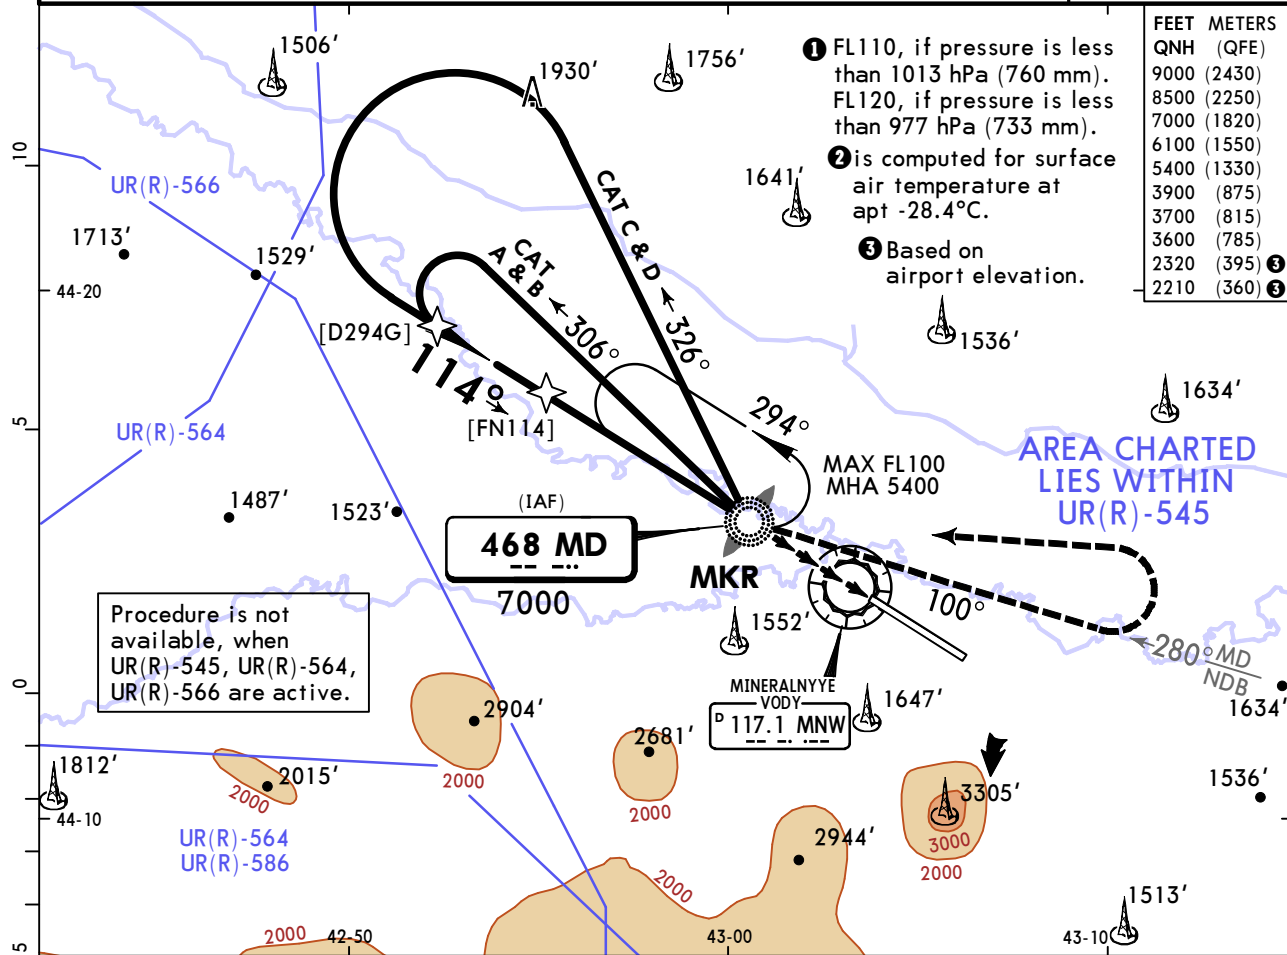 FEET METERS
QNH (QFE)
9000 (2430)
8500 (2250)
7000 (1820)
6100 (1550)
5400 (1330)
3900 (875)
3700 (815)
3600 (785)
2320 (395) 3
2210 (360) 3
1 FL110, if pressure is less
than 1013 hPa (760 mm).
FL120, if pressure is less
than 977 hPa (733 mm).
2 is computed for surface
air temperature at
apt -28.4°C.
3 Based on
airport elevation.
1506'
1930'
1756'
10
UR(R)-566
1641'
1713'
1529'
44-20
CAT C & D
326°
CAT
A & B
306°
[D294G]
114°
[FN114]
1536'
1634'
294°
5
UR(R)-564
MAX FL100
MHA 5400
AREA CHARTED
LIES WITHIN
UR(R)-545
1487'
1523'
(IAF)
468 MD
7000
MKR
100°
280° MD
NDB
1634'
Procedure is not
available, when
UR(R)-545, UR(R)-564,
UR(R)-566 are active.
1552'
MINERALNYYE
VODY
D 117.1 MNW
1647'
0
2904'
2000
2681'
2000
1812'
2015'
2000
3305'
3000
2000
1536'
44-10
UR(R)-564
UR(R)-586
2944'
2000
1513'
2000
5
42-50
43-00
43-10